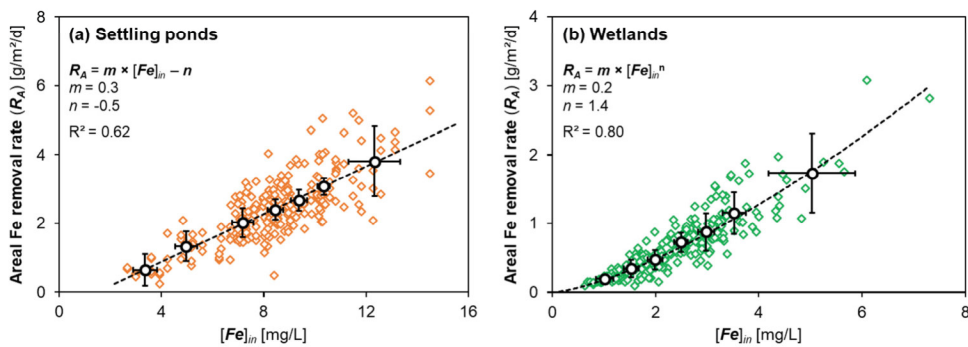 (a) Settling ponds
R_A = m × [Fe]_in – n
m = 0.3
n = -0.5
R² = 0.62
Areal Fe removal rate (R_A) [g/m²/d]
8
6
4
2
0
0 4 8 12 16
[Fe]_in [mg/L]
(b) Wetlands
R_A = m × [Fe]_inⁿ
m = 0.2
n = 1.4
R² = 0.80
Areal Fe removal rate (R_A) [g/m²/d]
4
3
2
1
0
0 2 4 6 8
[Fe]_in [mg/L]